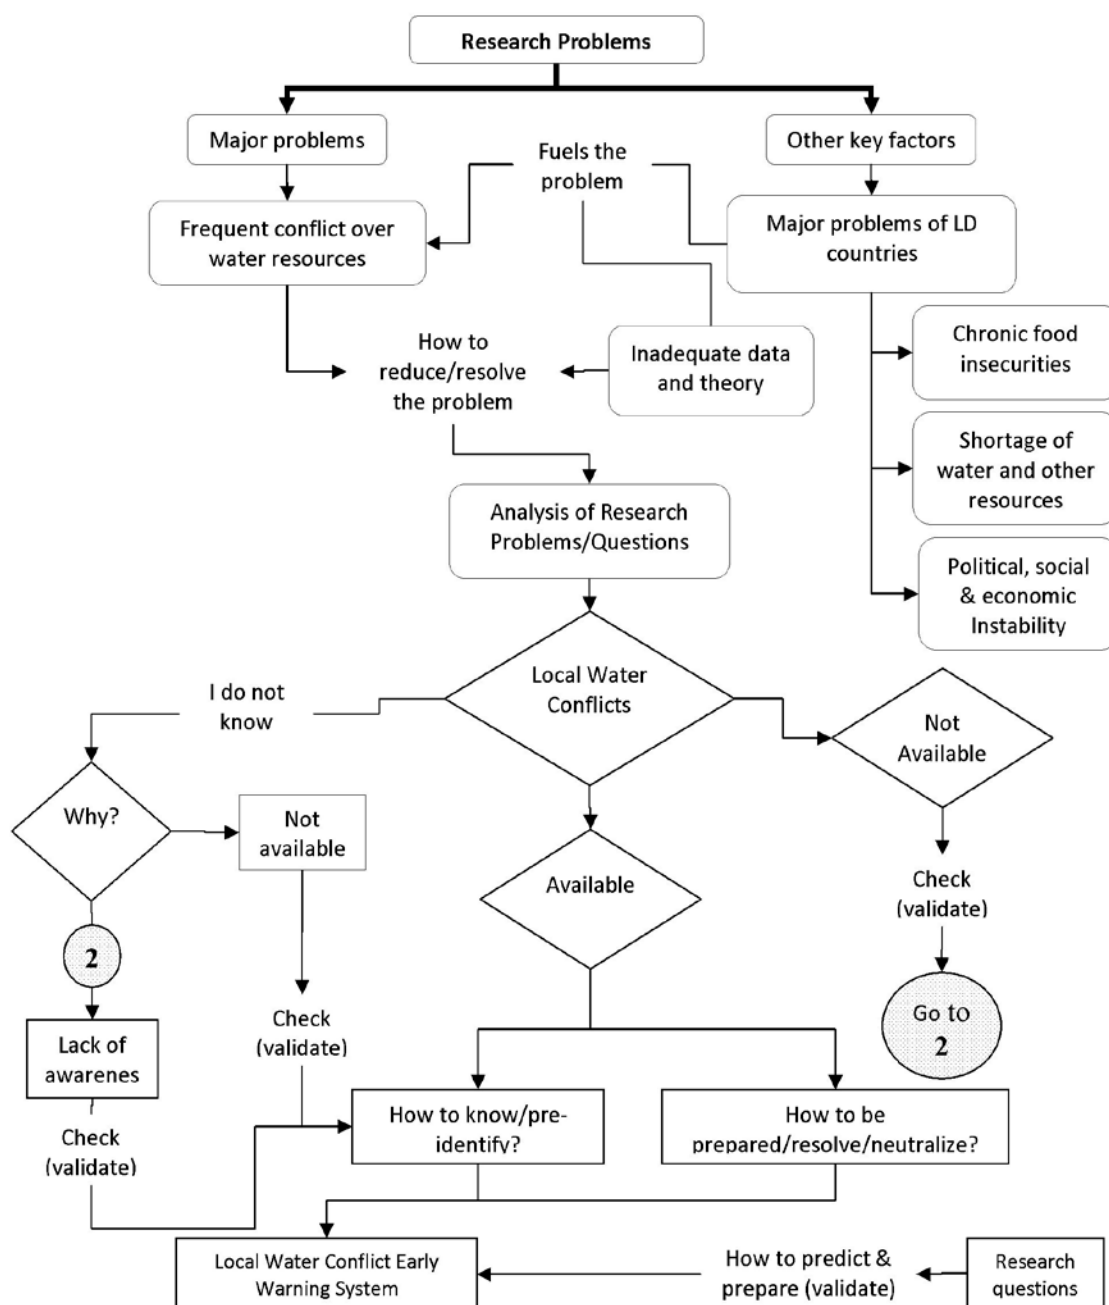 Research Problems
Major problems
Other key factors
Fuels the
problem
Frequent conflict over
water resources
Major problems of LD
countries
Chronic food
insecurities
How to
reduce/resolve
the problem
Inadequate data
and theory
Shortage of
water and other
resources
Analysis of Research
Problems/Questions
Political, social
& economic
Instability
Local Water
Conflicts
I do not
know
Not
Available
Why?
Not
available
Available
Check
(validate)
2
Go to
2
Lack of
awarenes
Check
(validate)
How to know/pre-
identify?
How to be
prepared/resolve/neutralize?
Check
(validate)
Local Water Conflict Early
Warning System
How to predict &
prepare (validate)
Research
questions